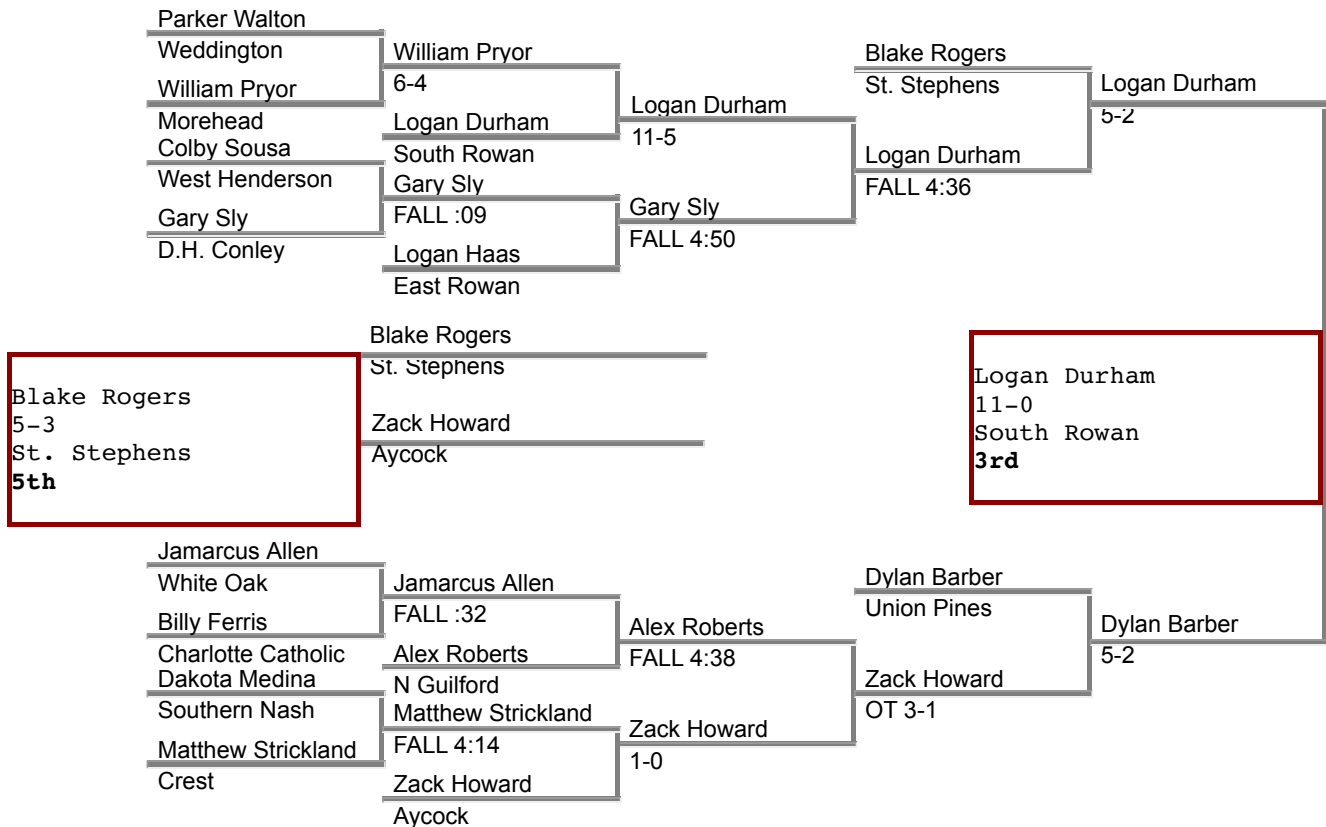 Parker Walton
Weddington
William Pryor
Morehead
Colby Sousa
West Henderson
Gary Sly
D.H. Conley
William Pryor
6-4
Logan Durham
South Rowan
Gary Sly
FALL :09
Logan Haas
East Rowan
Logan Durham
11-5
Gary Sly
FALL 4:50
Blake Rogers
St. Stephens
Logan Durham
FALL 4:36
Logan Durham
5-2
Blake Rogers
St. Stephens
Zack Howard
Aycock
Blake Rogers
5-3
St. Stephens
5th
Logan Durham
11-0
South Rowan
3rd
Jamarcus Allen
White Oak
Billy Ferris
Charlotte Catholic
Dakota Medina
Southern Nash
Matthew Strickland
Crest
Jamarcus Allen
FALL :32
Alex Roberts
N Guilford
Matthew Strickland
FALL 4:14
Zack Howard
Aycock
Alex Roberts
FALL 4:38
Zack Howard
1-0
Dylan Barber
Union Pines
Zack Howard
OT 3-1
Dylan Barber
5-2